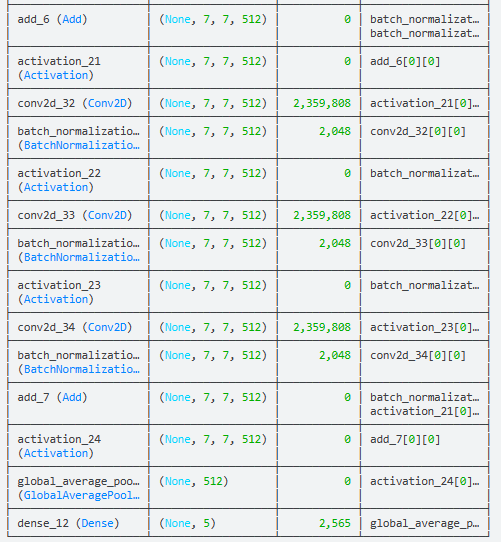 add_6 (Add) (None, 7, 7, 512) 0 batch_normalizat…
batch_normalizat…
activation_21 (None, 7, 7, 512) 0 add_6[0][0]
(Activation)
conv2d_32 (Conv2D) (None, 7, 7, 512) 2,359,808 activation_21[0]…
batch_normalizatio… (None, 7, 7, 512) 2,048 conv2d_32[0][0]
(BatchNormalizatio…
activation_22 (None, 7, 7, 512) 0 batch_normalizat…
(Activation)
conv2d_33 (Conv2D) (None, 7, 7, 512) 2,359,808 activation_22[0]…
batch_normalizatio… (None, 7, 7, 512) 2,048 conv2d_33[0][0]
(BatchNormalizatio…
activation_23 (None, 7, 7, 512) 0 batch_normalizat…
(Activation)
conv2d_34 (Conv2D) (None, 7, 7, 512) 2,359,808 activation_23[0]…
batch_normalizatio… (None, 7, 7, 512) 2,048 conv2d_34[0][0]
(BatchNormalizatio…
add_7 (Add) (None, 7, 7, 512) 0 batch_normalizat…
activation_21[0]…
activation_24 (None, 7, 7, 512) 0 add_7[0][0]
(Activation)
global_average_poo… (None, 512) 0 activation_24[0]…
(GlobalAveragePool…
dense_12 (Dense) (None, 5) 2,565 global_average_p…